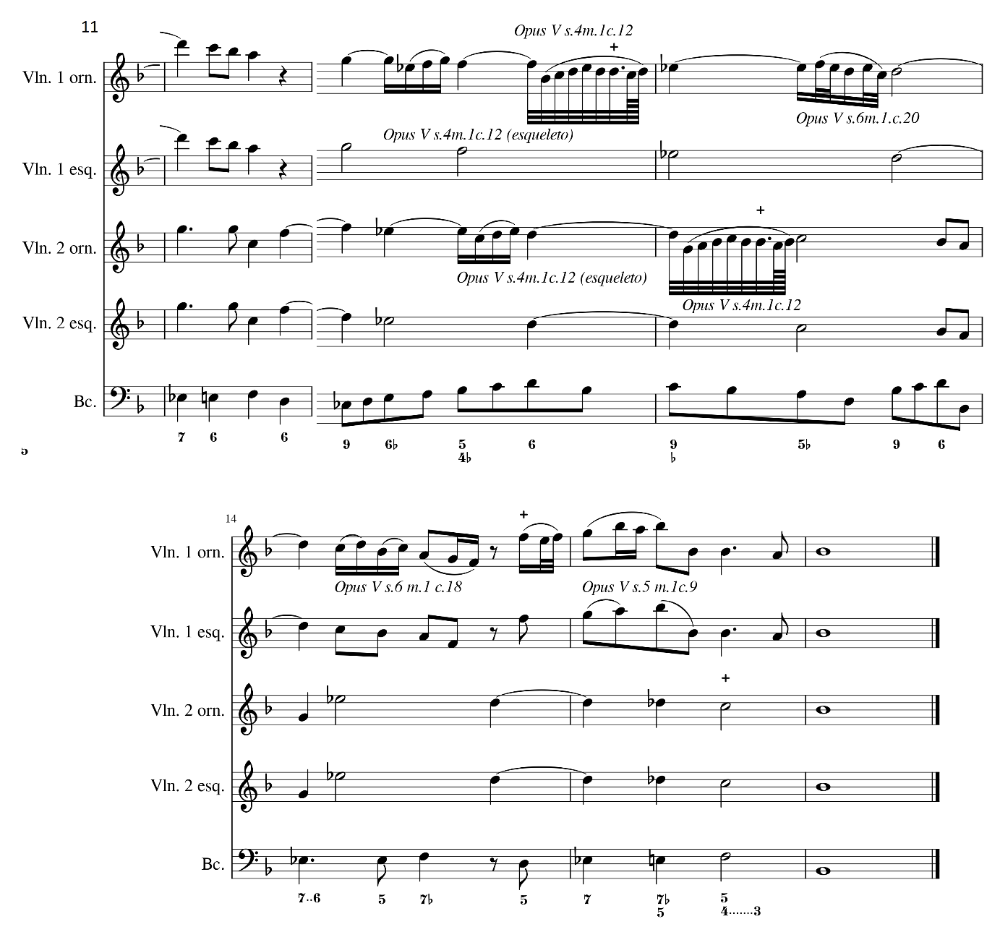 11
Opus V s.4m.1c.12
+
Vln. 1 orn.
Opus V s.4m.1c.12 (esqueleto)
Opus V s.6m.1.c.20
Vln. 1 esq.
+
Vln. 2 orn.
Opus V s.4m.1c.12 (esqueleto)
Opus V s.4m.1c.12
Vln. 2 esq.
Bc.
7 6 6 9 6♭ 5 6 9 5♭ 9 6
5 4♭ ♭
14
+
Vln. 1 orn.
Opus V s.6 m.1 c.18 Opus V s.5 m.1c.9
Vln. 1 esq.
+
Vln. 2 orn.
Vln. 2 esq.
Bc.
7..6 5 7♭ 5 7 7♭ 5
5 4.......3